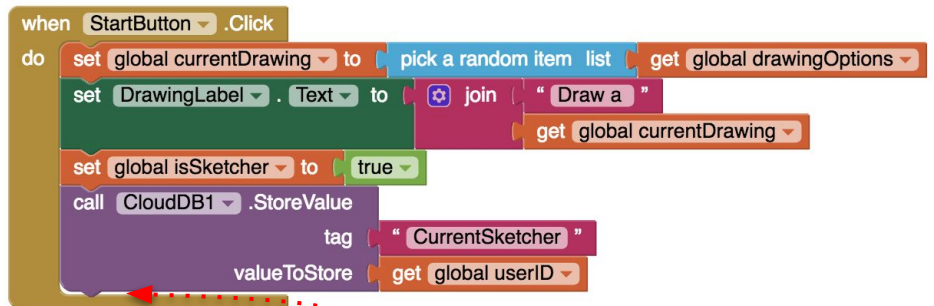 when StartButton .Click
do set global currentDrawing to pick a random item list get global drawingOptions
set DrawingLabel . Text to join " Draw a "
get global currentDrawing
set global isSketcher to true
call CloudDB1 .StoreValue
tag " CurrentSketcher "
valueToStore get global userID